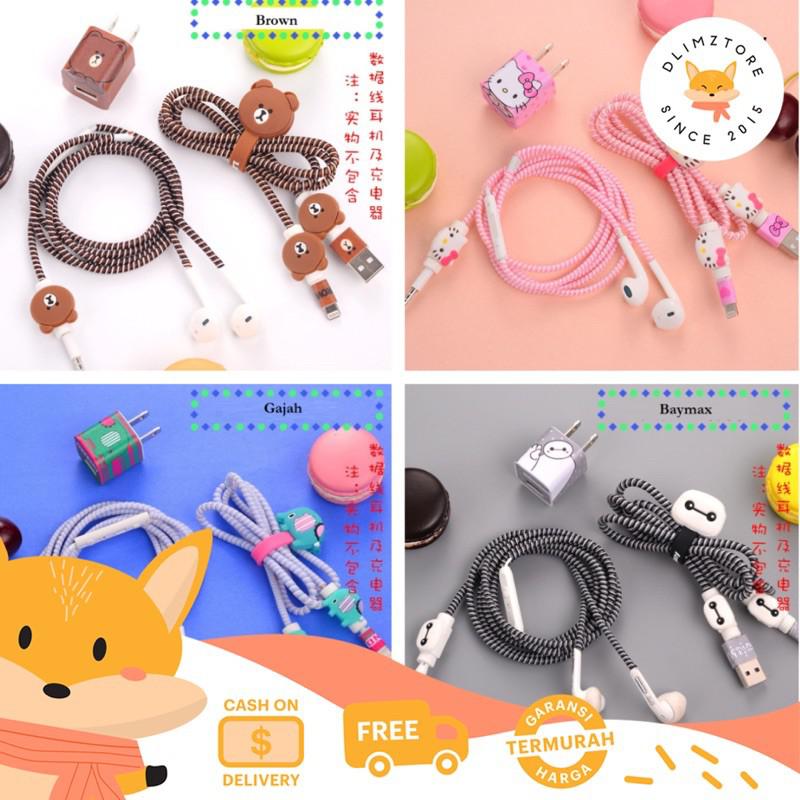 Brown
数据线耳机及充电器
注：实物不包含
DLIMZTORE
SINCE 2015
Gajah
数据线耳机及充电器
注：实物不包含
Baymax
数据线耳机及充电器
注：实物不包含
CASH ON
$
DELIVERY
FREE
GARANSI
TERMURAH
HARGA